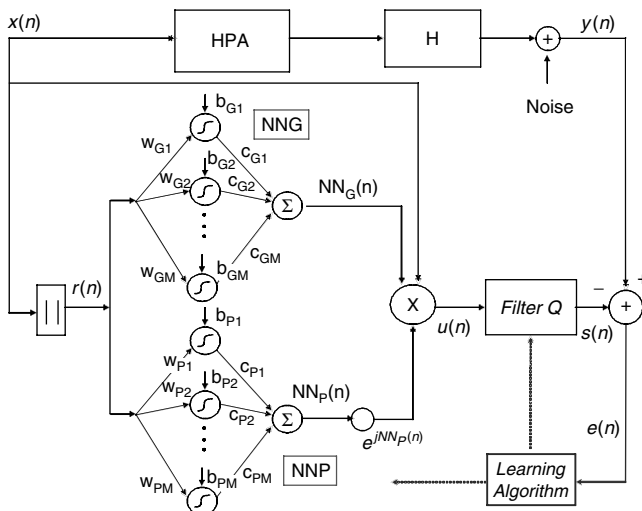 x(n)
HPA
H
+
y(n)
Noise
b_G1
NNG
w_G1
c_G1
b_G2
w_G2
c_G2
Σ
NN_G(n)
c_GM
w_GM
b_GM
| |
r(n)
X
u(n)
Filter Q
s(n)
−
+
+
b_P1
w_P1
c_P1
b_P2
NN_P(n)
w_P2
c_P2
Σ
e^jNN_P(n)
e(n)
w_PM
b_PM
c_PM
NNP
Learning
Algorithm